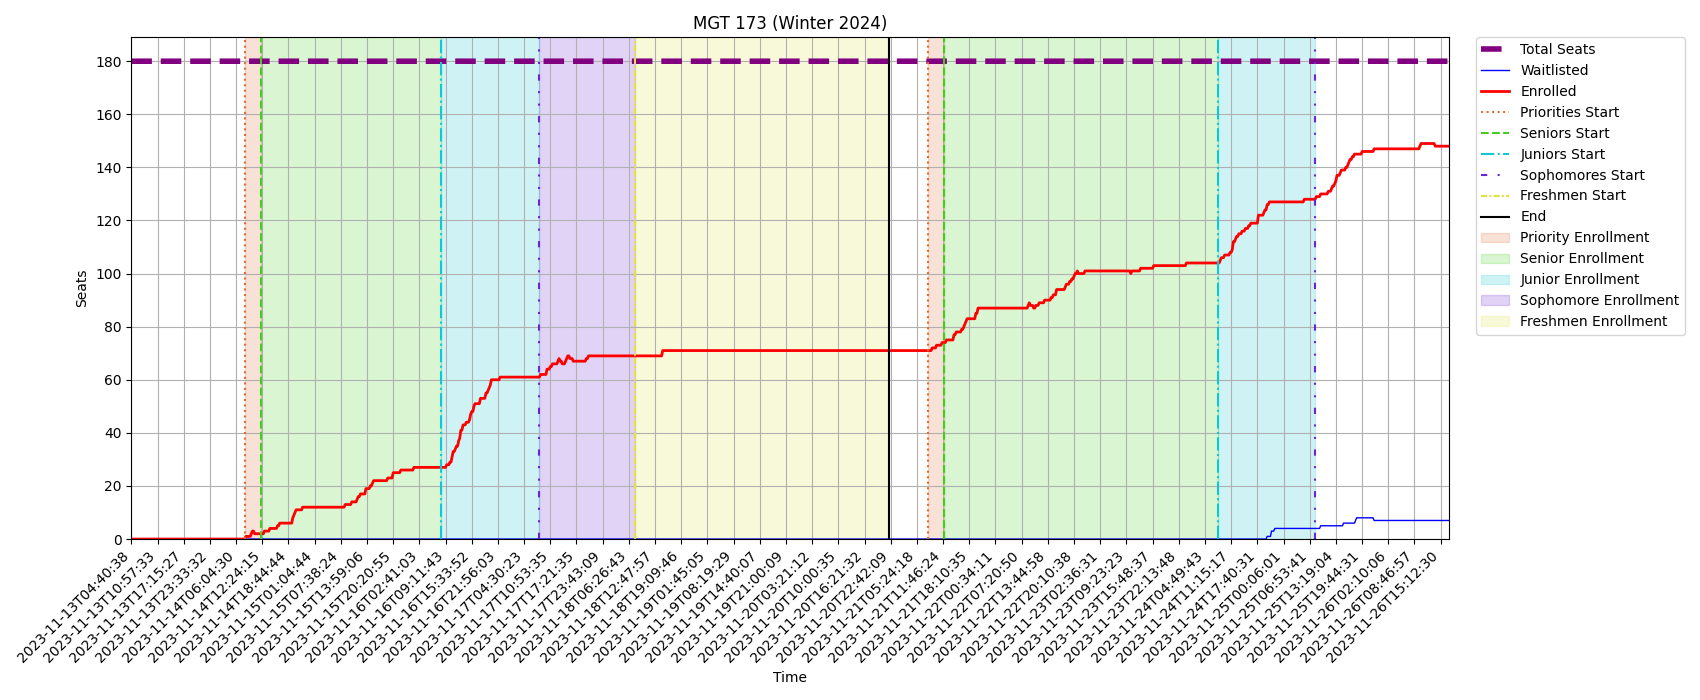 MGT 173 (Winter 2024)
Seats
180
160
140
120
100
80
60
40
20
0
2023-11-13T04:40:38
2023-11-13T10:57:33
2023-11-13T17:15:27
2023-11-13T23:33:32
2023-11-14T06:04:30
2023-11-14T12:24:15
2023-11-14T18:44:44
2023-11-15T01:04:44
2023-11-15T07:38:24
2023-11-15T13:59:06
2023-11-15T20:20:55
2023-11-16T02:41:03
2023-11-16T09:11:43
2023-11-16T15:33:52
2023-11-16T21:56:03
2023-11-17T04:30:23
2023-11-17T10:53:35
2023-11-17T17:21:35
2023-11-17T23:43:09
2023-11-18T06:26:43
2023-11-18T12:47:57
2023-11-18T19:09:46
2023-11-19T01:45:05
2023-11-19T08:19:29
2023-11-19T14:40:07
2023-11-19T21:00:09
2023-11-20T03:21:12
2023-11-20T10:00:35
2023-11-20T16:21:32
2023-11-20T22:42:09
2023-11-21T05:24:18
2023-11-21T11:46:24
2023-11-21T18:10:35
2023-11-22T00:34:11
2023-11-22T07:20:50
2023-11-22T13:44:58
2023-11-22T20:10:38
2023-11-23T02:36:31
2023-11-23T09:23:23
2023-11-23T15:48:37
2023-11-23T22:13:48
2023-11-24T04:49:43
2023-11-24T11:15:17
2023-11-24T17:40:31
2023-11-25T00:06:01
2023-11-25T06:53:41
2023-11-25T13:19:04
2023-11-25T19:44:31
2023-11-26T02:10:06
2023-11-26T08:46:57
2023-11-26T15:12:30
Time
Total Seats
Waitlisted
Enrolled
Priorities Start
Seniors Start
Juniors Start
Sophomores Start
Freshmen Start
End
Priority Enrollment
Senior Enrollment
Junior Enrollment
Sophomore Enrollment
Freshmen Enrollment